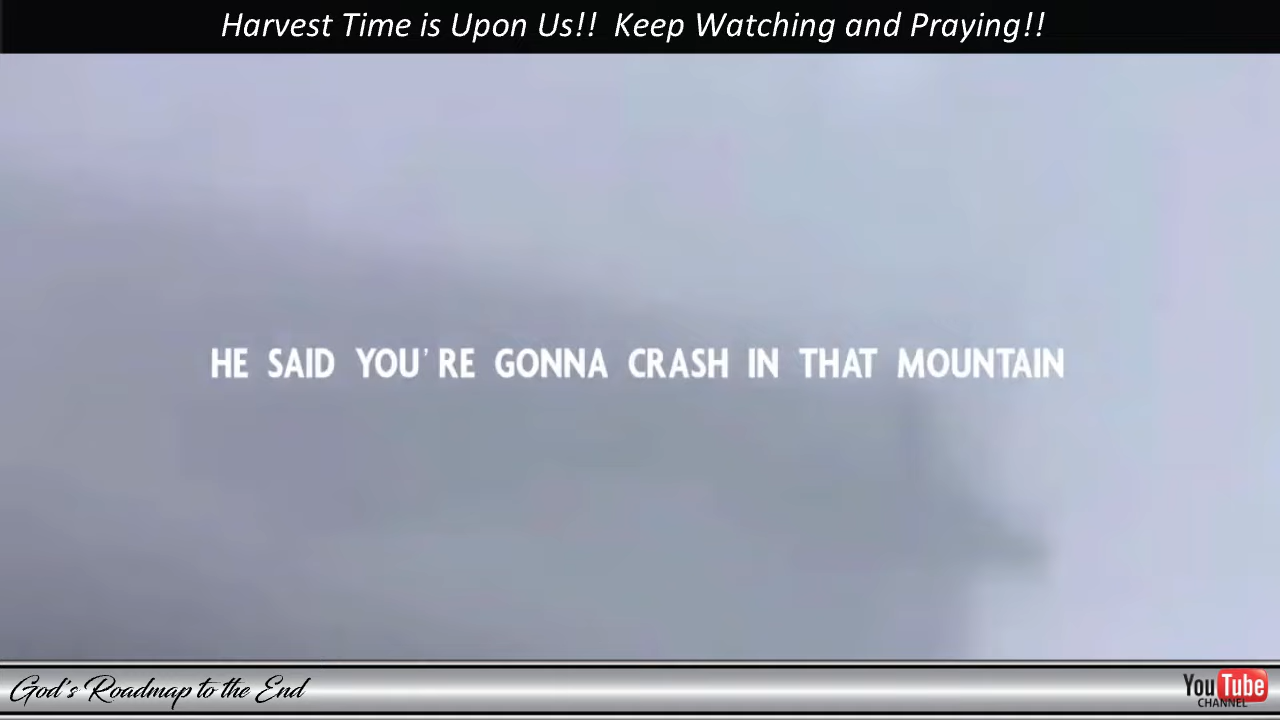 Harvest Time is Upon Us!! Keep Watching and Praying!!
HE SAID YOU'RE GONNA CRASH IN THAT MOUNTAIN
God's Roadmap to the End
YouTube
CHANNEL